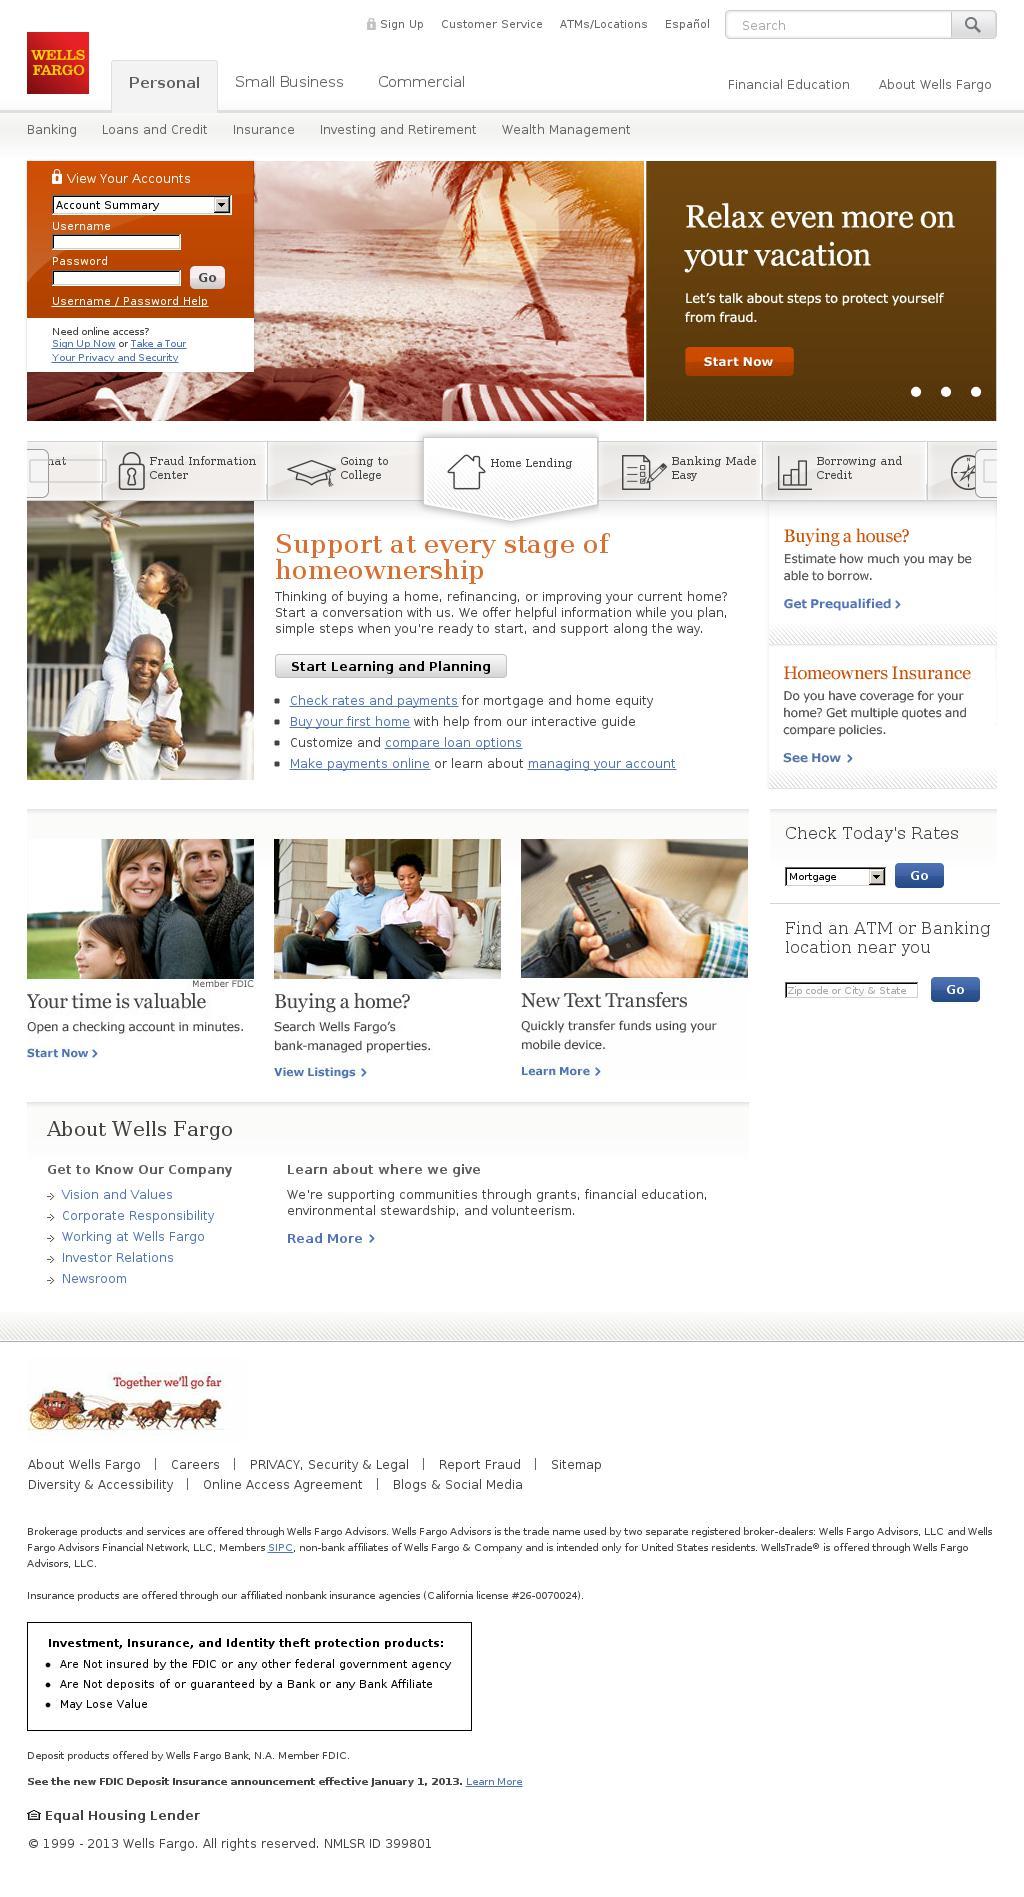 Sign Up Customer Service ATMs/Locations Español Search
WELLS
FARGO
Personal Small Business Commercial
Financial Education About Wells Fargo
Banking Loans and Credit Insurance Investing and Retirement Wealth Management
View Your Accounts
Account Summary
Username
Password
Go
Username / Password Help
Need online access?
Sign Up Now or Take a Tour
Your Privacy and Security
Relax even more on
your vacation
Let's talk about steps to protect yourself
from fraud.
Start Now
Fraud Information
Center
Going to
College
Home Lending
Banking Made
Easy
Borrowing and
Credit
Support at every stage of
homeownership
Thinking of buying a home, refinancing, or improving your current home?
Start a conversation with us. We offer helpful information while you plan,
simple steps when you're ready to start, and support along the way.
Start Learning and Planning
Check rates and payments for mortgage and home equity
Buy your first home with help from our interactive guide
Customize and compare loan options
Make payments online or learn about managing your account
Buying a house?
Estimate how much you may be
able to borrow.
Get Prequalified
Homeowners Insurance
Do you have coverage for your
home? Get multiple quotes and
compare policies.
See How
Member FDIC
Your time is valuable
Open a checking account in minutes.
Start Now
Buying a home?
Search Wells Fargo's
bank-managed properties.
View Listings
New Text Transfers
Quickly transfer funds using your
mobile device.
Learn More
Check Today's Rates
Mortgage Go
Find an ATM or Banking
location near you
Zip code or City & State Go
About Wells Fargo
Get to Know Our Company
Vision and Values
Corporate Responsibility
Working at Wells Fargo
Investor Relations
Newsroom
Learn about where we give
We're supporting communities through grants, financial education,
environmental stewardship, and volunteerism.
Read More
Together we'll go far
About Wells Fargo | Careers | PRIVACY, Security & Legal | Report Fraud | Sitemap
Diversity & Accessibility | Online Access Agreement | Blogs & Social Media
Brokerage products and services are offered through Wells Fargo Advisors. Wells Fargo Advisors is the trade name used by two separate registered broker-dealers: Wells Fargo Advisors, LLC and Wells
Fargo Advisors Financial Network, LLC, Members SIPC, non-bank affiliates of Wells Fargo & Company and is intended only for United States residents. WellsTrade® is offered through Wells Fargo
Advisors, LLC.
Insurance products are offered through our affiliated nonbank insurance agencies (California license #26-0070024).
Investment, Insurance, and Identity theft protection products:
Are Not insured by the FDIC or any other federal government agency
Are Not deposits of or guaranteed by a Bank or any Bank Affiliate
May Lose Value
Deposit products offered by Wells Fargo Bank, N.A. Member FDIC.
See the new FDIC Deposit Insurance announcement effective January 1, 2013. Learn More
Equal Housing Lender
© 1999 - 2013 Wells Fargo. All rights reserved. NMLSR ID 399801